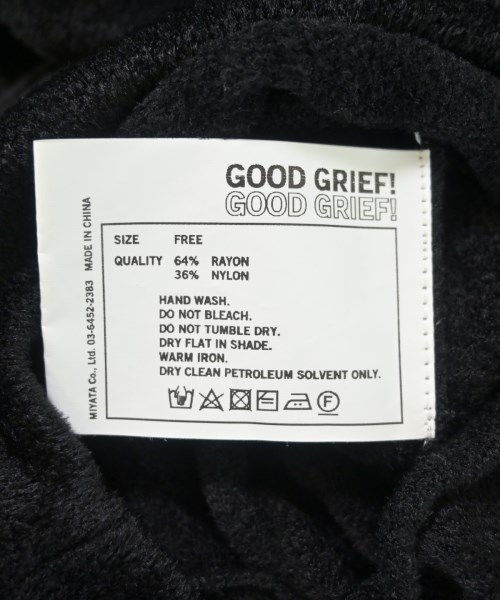 GOOD GRIEF!
GOOD GRIEF!
SIZE FREE
QUALITY 64% RAYON
36% NYLON
HAND WASH.
DO NOT BLEACH.
DO NOT TUMBLE DRY.
DRY FLAT IN SHADE.
WARM IRON.
DRY CLEAN PETROLEUM SOLVENT ONLY.
F
MIYATA Co., Ltd. 03-6452-2383 MADE IN CHINA